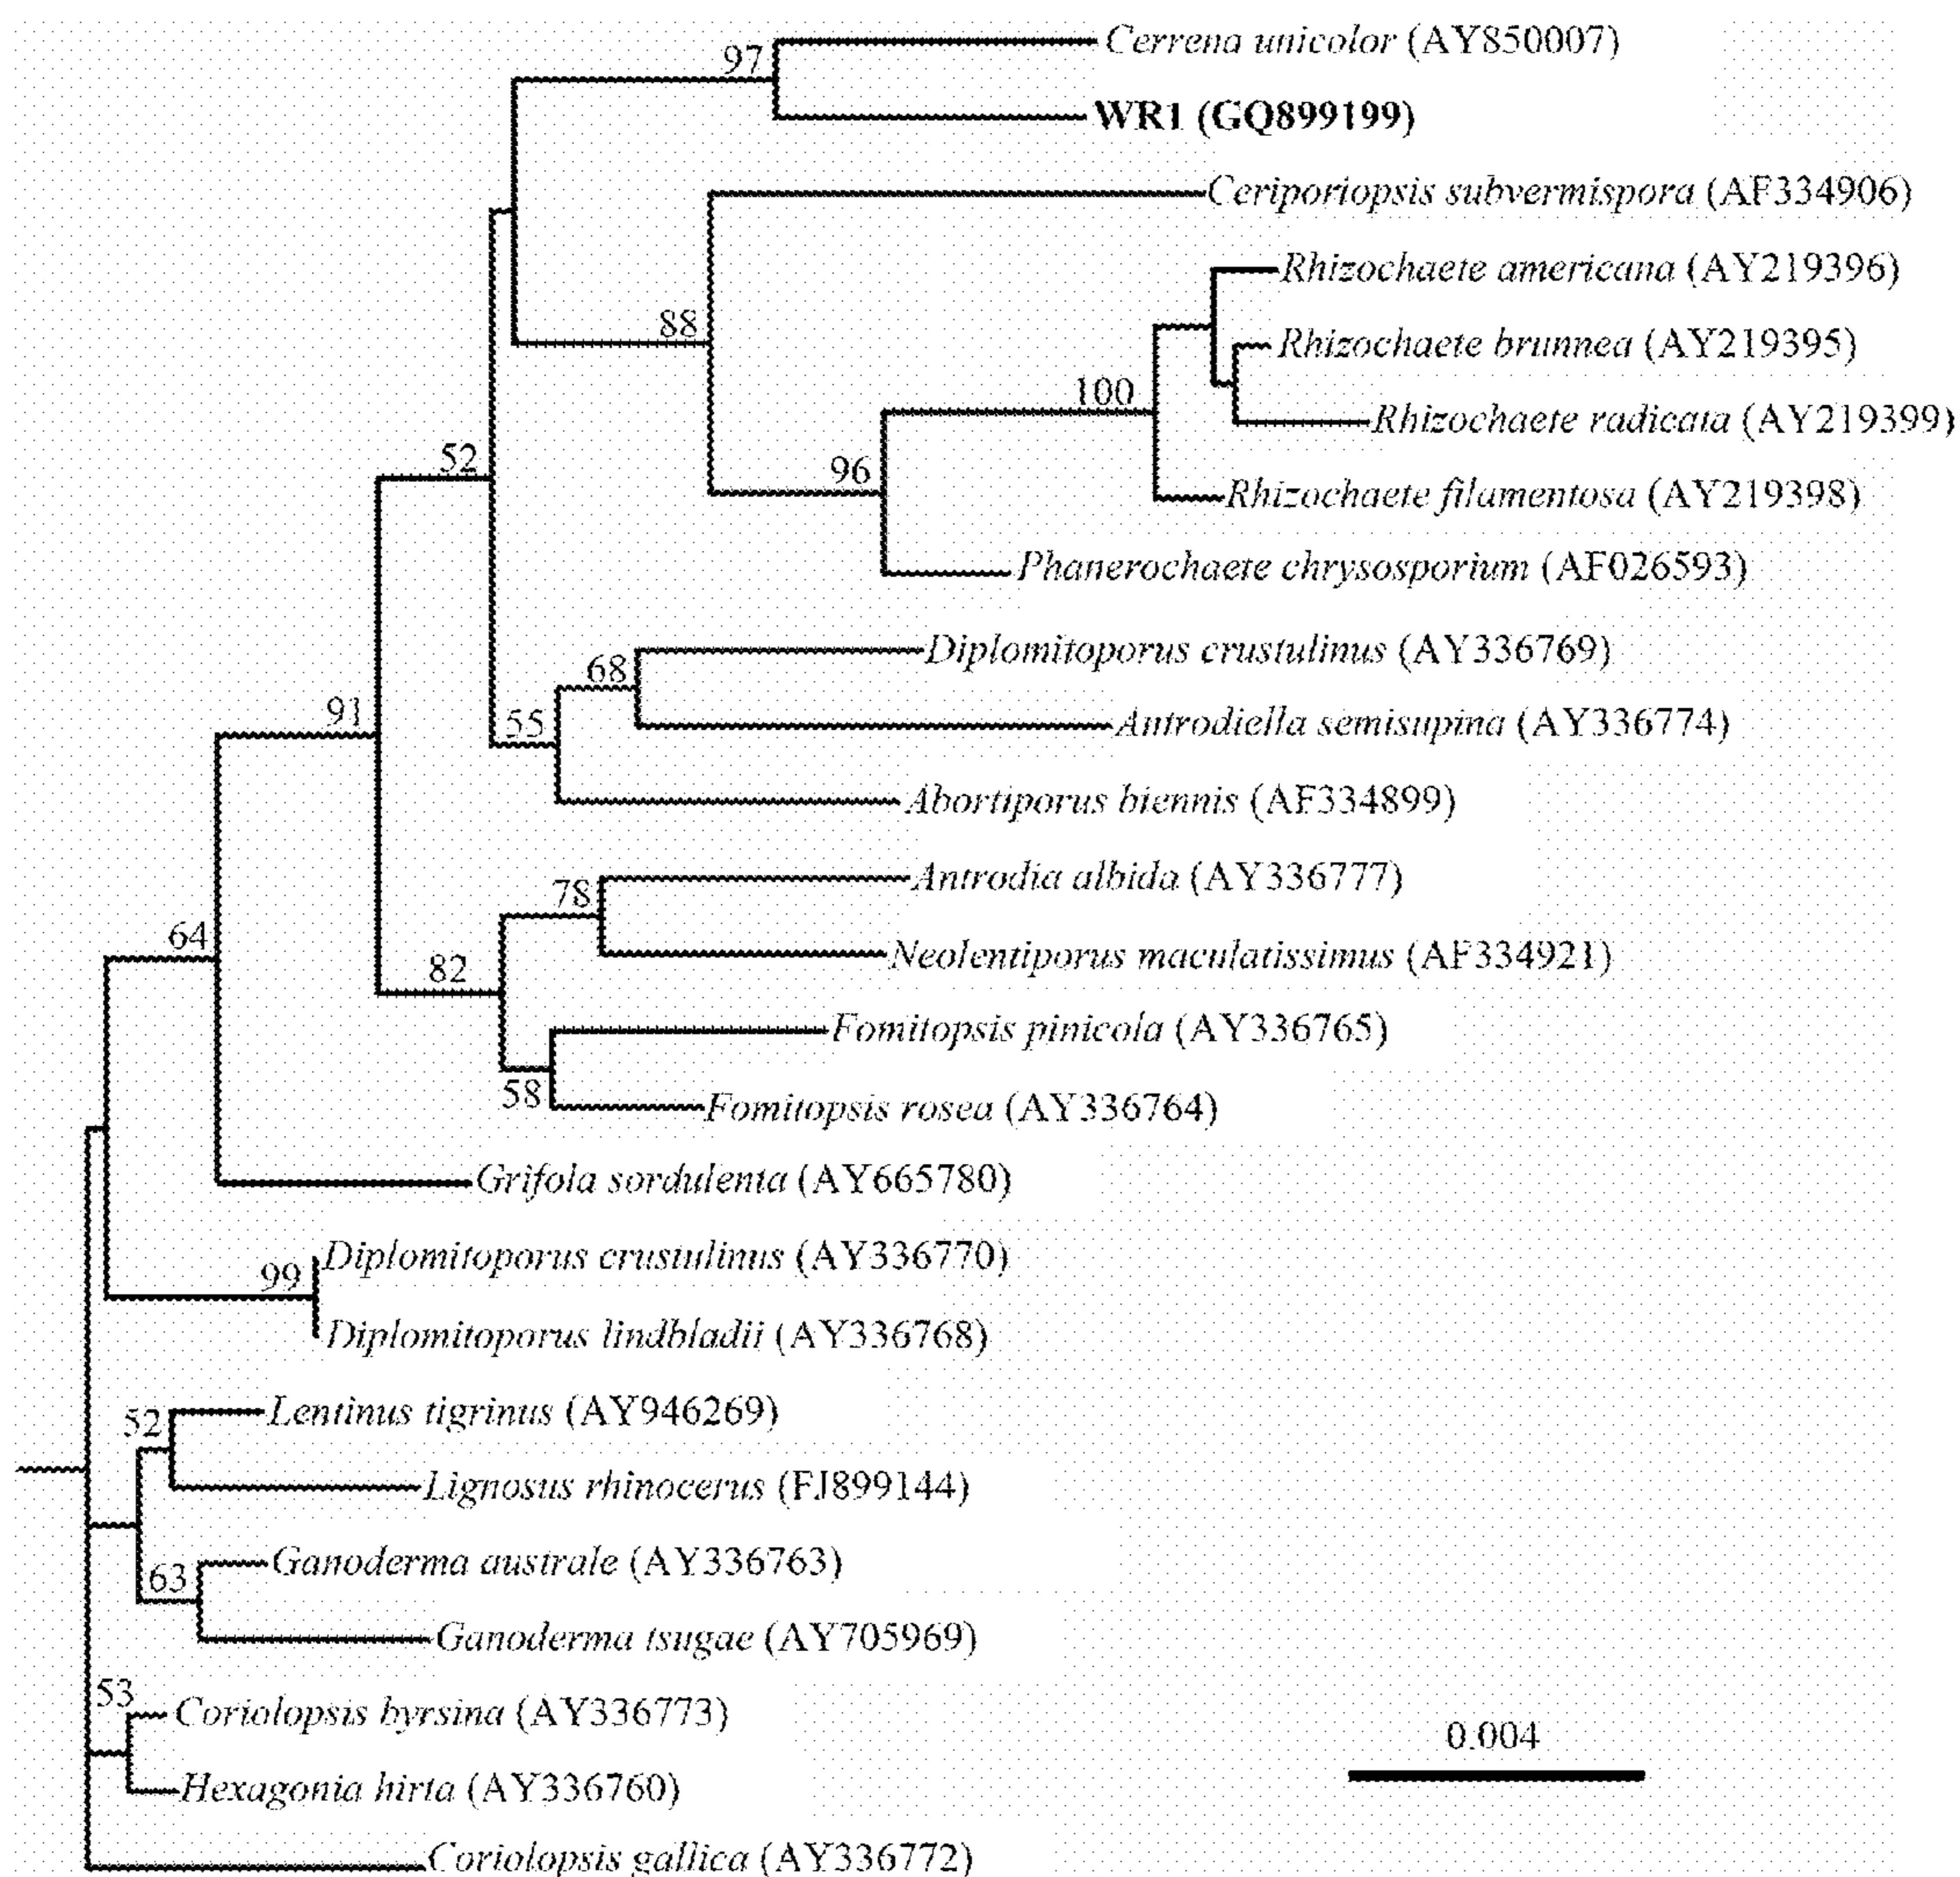 Cerrena unicolor (AY850007)
97
WR1 (GQ899199)
Ceriporiopsis subvermispora (AF334906)
Rhizochaete americana (AY219396)
88
Rhizochaete brunnea (AY219395)
100
Rhizochaete radicata (AY219399)
52
96
Rhizochaete filamentosa (AY219398)
Phanerochaete chrysosporium (AF026593)
Diplomitoporus crustulinus (AY336769)
68
91
55
Antrodiella semisupina (AY336774)
Abortiporus biennis (AF334899)
Antrodia albida (AY336777)
78
64
Neolentiporus maculatissimus (AF334921)
82
Fomitopsis pinicola (AY336765)
58
Fomitopsis rosea (AY336764)
Grifola sordulenta (AY665780)
Diplomitoporus crustulinus (AY336770)
99
Diplomitoporus lindbladii (AY336768)
Lentinus tigrinus (AY946269)
52
Lignosus rhinocerus (FJ899144)
Ganoderma australe (AY336763)
63
Ganoderma tsugae (AY705969)
53
Coriolopsis byrsina (AY336773)
0.004
Hexagonia hirta (AY336760)
Coriolopsis gallica (AY336772)